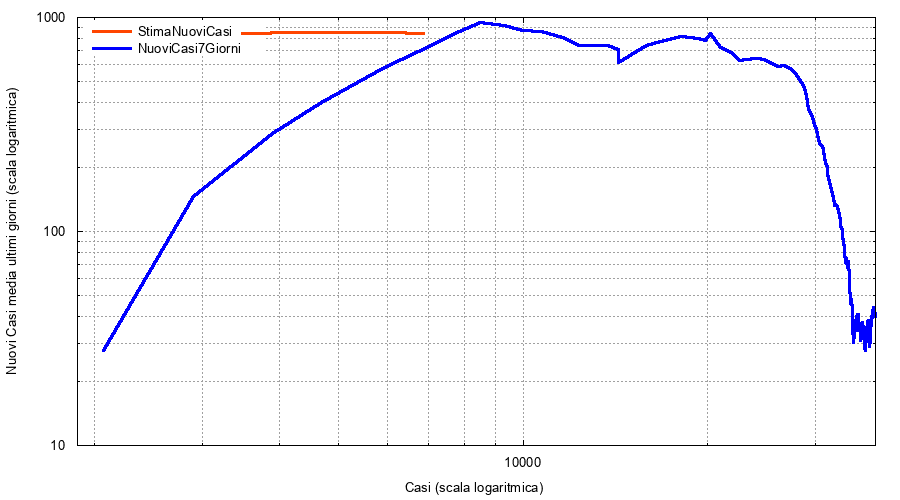 1000
StimaNuoviCasi
NuoviCasi7Giorni
100
10
Nuovi Casi media ultimi giorni (scala logaritmica)
10000
Casi (scala logaritmica)